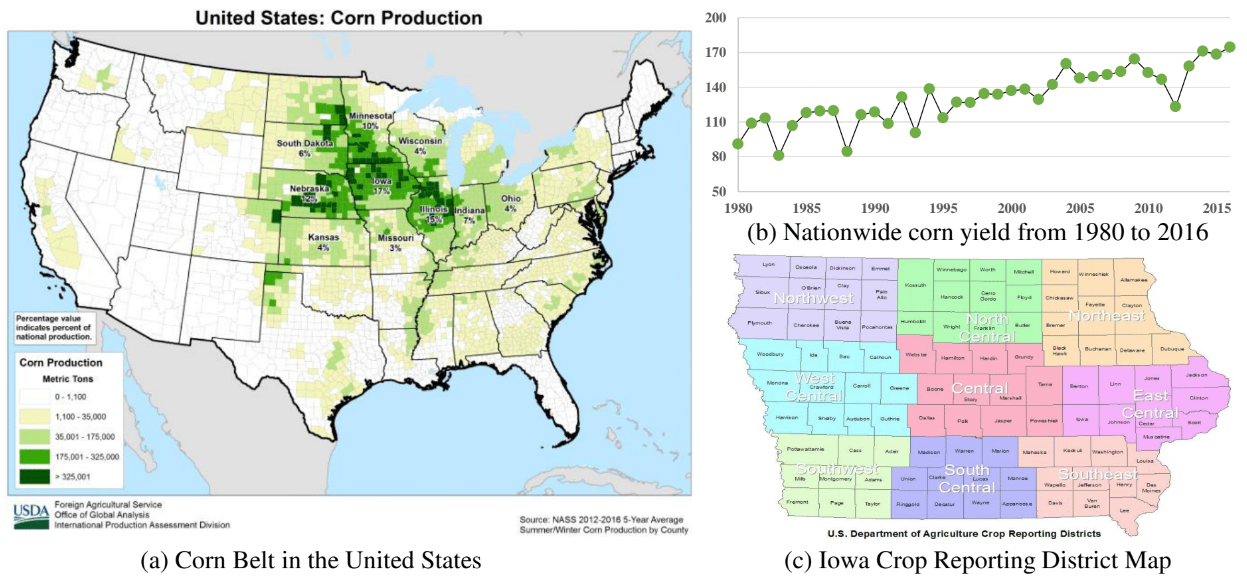 United States: Corn Production
Minnesota
10%
South Dakota
6%
Wisconsin
4%
Nebraska
12%
Iowa
17%
Illinois
15%
Indiana
7%
Ohio
4%
Kansas
4%
Missouri
3%
Percentage value
indicates percent of
national production.
Corn Production
Metric Tons
0 - 1,100
1,100 - 35,000
35,001 - 175,000
175,001 - 325,000
> 325,001
USDA
Foreign Agricultural Service
Office of Global Analysis
International Production Assessment Division
Source: NASS 2012-2016 5-Year Average
Summer/Winter Corn Production by County
(a) Corn Belt in the United States
200
170
140
110
80
50
1980 1985 1990 1995 2000 2005 2010 2015
(b) Nationwide corn yield from 1980 to 2016
Lyon Osceola Dickinson Emmet
Sioux O'Brien Clay Palo Alto
Northwest
Plymouth Cherokee Buena Vista Pocahontas
Kossuth Winnebago Worth Mitchell
Hancock Cerro Gordo Floyd
North Central
Humboldt Wright Franklin Butler
Howard Winneshiek Allamakee
Chickasaw Fayette Clayton
Northeast
Bremer
Black Hawk Buchanan Delaware Dubuque
Woodbury Ida Sac Calhoun
West Central
Monona Crawford Carroll Greene
Harrison Shelby Audubon Guthrie
Webster Hamilton Hardin Grundy
Central
Boone Story Marshall Tama
Dallas Polk Jasper Poweshiek
Benton Linn Jones Jackson
East Central
Clinton
Iowa Johnson Cedar Scott
Muscatine
Pottawattamie Cass Adair
Southwest
Mills Montgomery Adams
Fremont Page Taylor
Madison Warren Marion
South Central
Union Clarke Lucas Monroe
Ringgold Decatur Wayne Appanoose
Mahaska Keokuk Washington
Louisa
Southeast
Wapello Jefferson Henry Des Moines
Davis Van Buren Lee
U.S. Department of Agriculture Crop Reporting Districts
(c) Iowa Crop Reporting District Map